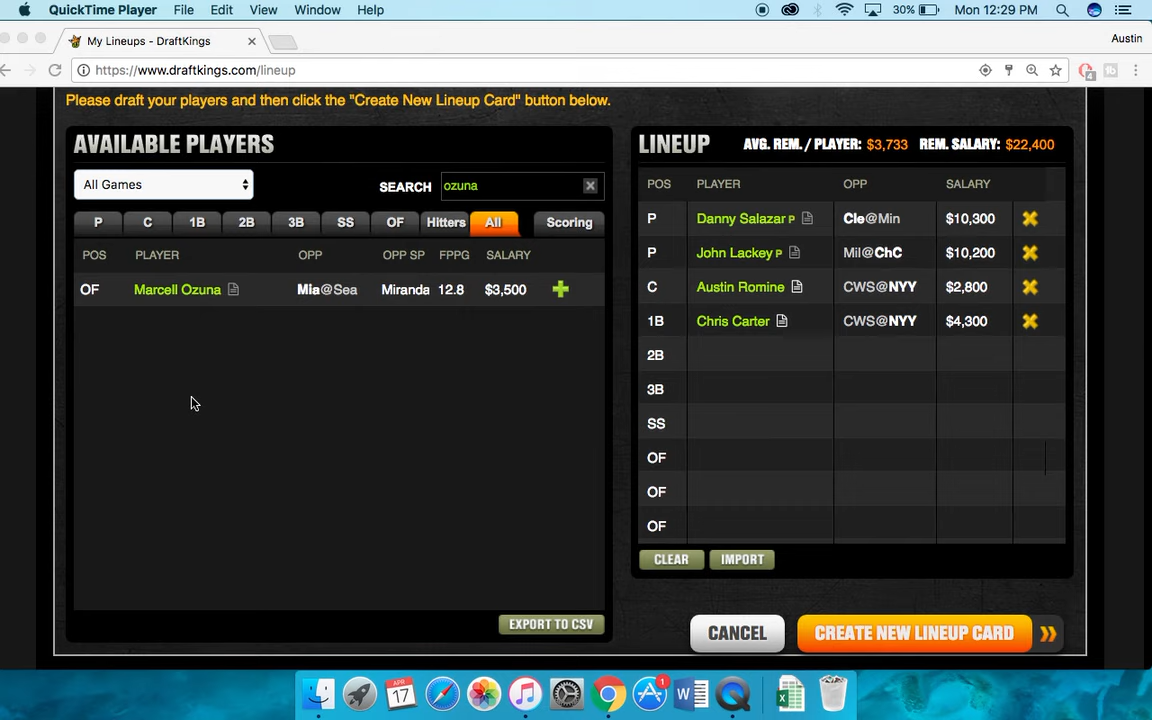 QuickTime Player File Edit View Window Help 30% Mon 12:29 PM
My Lineups - DraftKings Austin
https://www.draftkings.com/lineup
Please draft your players and then click the "Create New Lineup Card" button below.
AVAILABLE PLAYERS
All Games SEARCH ozuna
P C 1B 2B 3B SS OF Hitters All Scoring
POS PLAYER OPP OPP SP FPPG SALARY
OF Marcell Ozuna Mia@Sea Miranda 12.8 $3,500
EXPORT TO CSV
LINEUP AVG. REM. / PLAYER: $3,733 REM. SALARY: $22,400
POS PLAYER OPP SALARY
P Danny Salazar P Cle@Min $10,300
P John Lackey P Mil@ChC $10,200
C Austin Romine CWS@NYY $2,800
1B Chris Carter CWS@NYY $4,300
2B
3B
SS
OF
OF
OF
CLEAR IMPORT
CANCEL CREATE NEW LINEUP CARD
APR 17 1